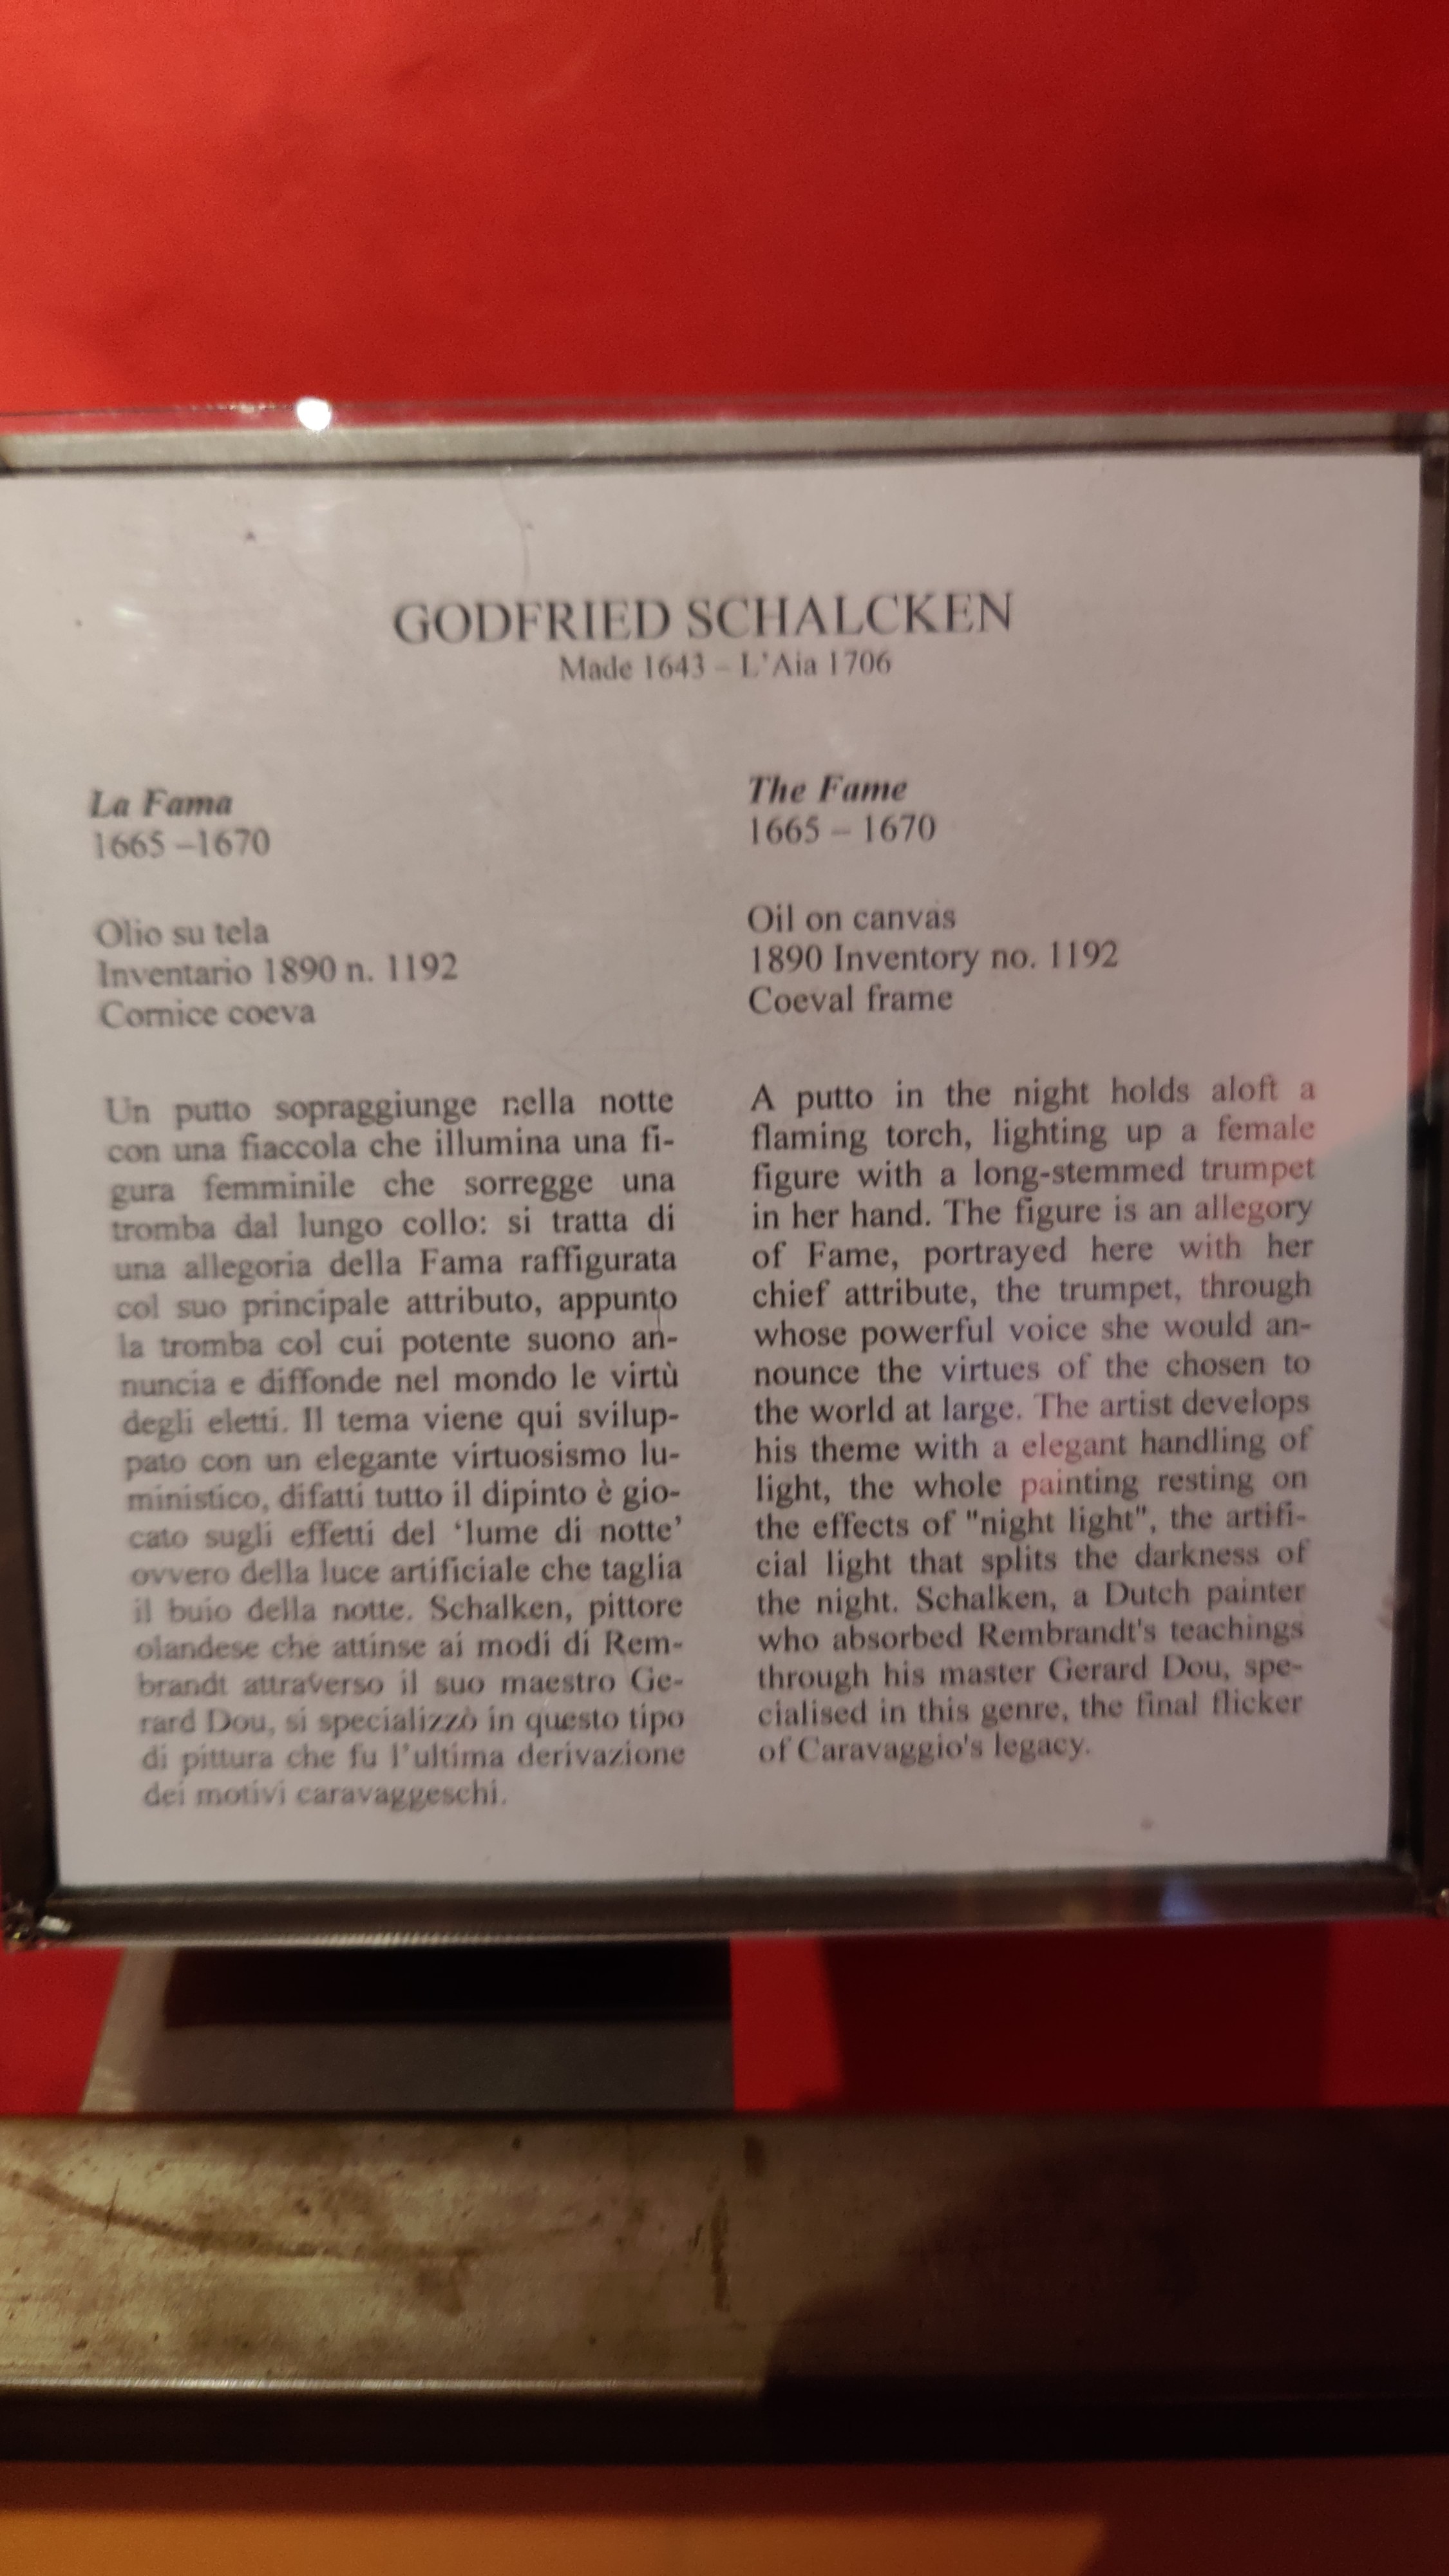 GODFRIED SCHALCKEN
Made 1643 – L'Aia 1706
La Fama
1665 –1670
Olio su tela
Inventario 1890 n. 1192
Cornice coeva
Un putto sopraggiunge nella notte
con una fiaccola che illumina una fi-
gura femminile che sorregge una
tromba dal lungo collo: si tratta di
una allegoria della Fama raffigurata
col suo principale attributo, appunto
la tromba col cui potente suono an-
nuncia e diffonde nel mondo le virtù
degli eletti. Il tema viene qui svilup-
pato con un elegante virtuosismo lu-
ministico, difatti tutto il dipinto è gio-
cato sugli effetti del ‘lume di notte’
ovvero della luce artificiale che taglia
il buio della notte. Schalken, pittore
olandese che attinse ai modi di Rem-
brandt attraverso il suo maestro Ge-
rard Dou, si specializzò in questo tipo
di pittura che fu l’ultima derivazione
dei motivi caravaggeschi.
The Fame
1665 – 1670
Oil on canvas
1890 Inventory no. 1192
Coeval frame
A putto in the night holds aloft a
flaming torch, lighting up a female
figure with a long-stemmed trumpet
in her hand. The figure is an allegory
of Fame, portrayed here with her
chief attribute, the trumpet, through
whose powerful voice she would an-
nounce the virtues of the chosen to
the world at large. The artist develops
his theme with a elegant handling of
light, the whole painting resting on
the effects of "night light", the artifi-
cial light that splits the darkness of
the night. Schalken, a Dutch painter
who absorbed Rembrandt's teachings
through his master Gerard Dou, spe-
cialised in this genre, the final flicker
of Caravaggio's legacy.